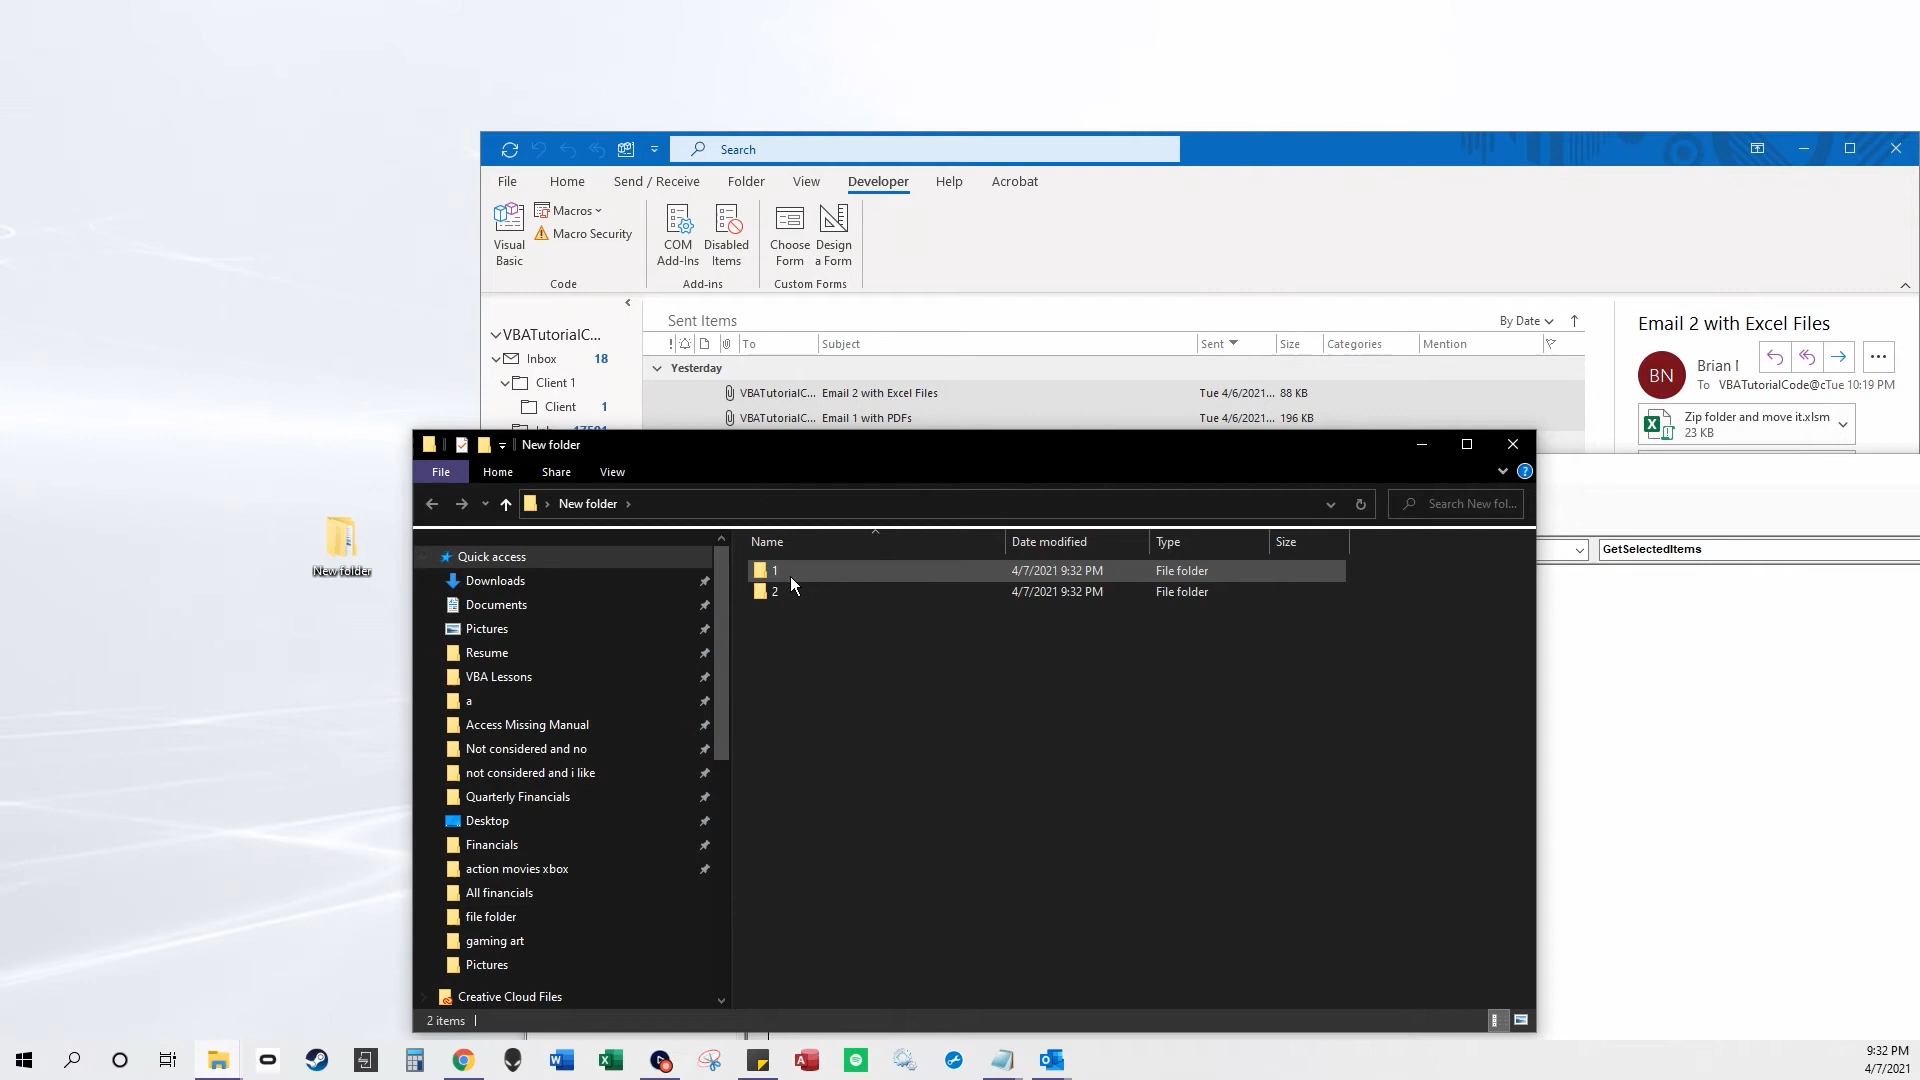 Search
File Home Send / Receive Folder View Developer Help Acrobat
Visual Basic
Macros
Macro Security
COM Add-Ins
Disabled Items
Choose Form
Design a Form
Code
Add-ins
Custom Forms
VBATutorialC...
Inbox 18
Client 1
Client 1
Sent Items
By Date
! To Subject Sent Size Categories Mention
Yesterday
VBATutorialC... Email 2 with Excel Files Tue 4/6/2021... 88 KB
VBATutorialC... Email 1 with PDFs Tue 4/6/2021... 196 KB
Email 2 with Excel Files
BN
Brian
To VBATutorialCode@c Tue 10:19 PM
Zip folder and move it.xlsm
23 KB
GetSelectedItems
New folder
New folder
File Home Share View
New folder
Search New fol...
Name Date modified Type Size
1 4/7/2021 9:32 PM File folder
2 4/7/2021 9:32 PM File folder
Quick access
Downloads
Documents
Pictures
Resume
VBA Lessons
a
Access Missing Manual
Not considered and no
not considered and i like
Quarterly Financials
Desktop
Financials
action movies xbox
All financials
file folder
gaming art
Pictures
Creative Cloud Files
2 items
9:32 PM
4/7/2021